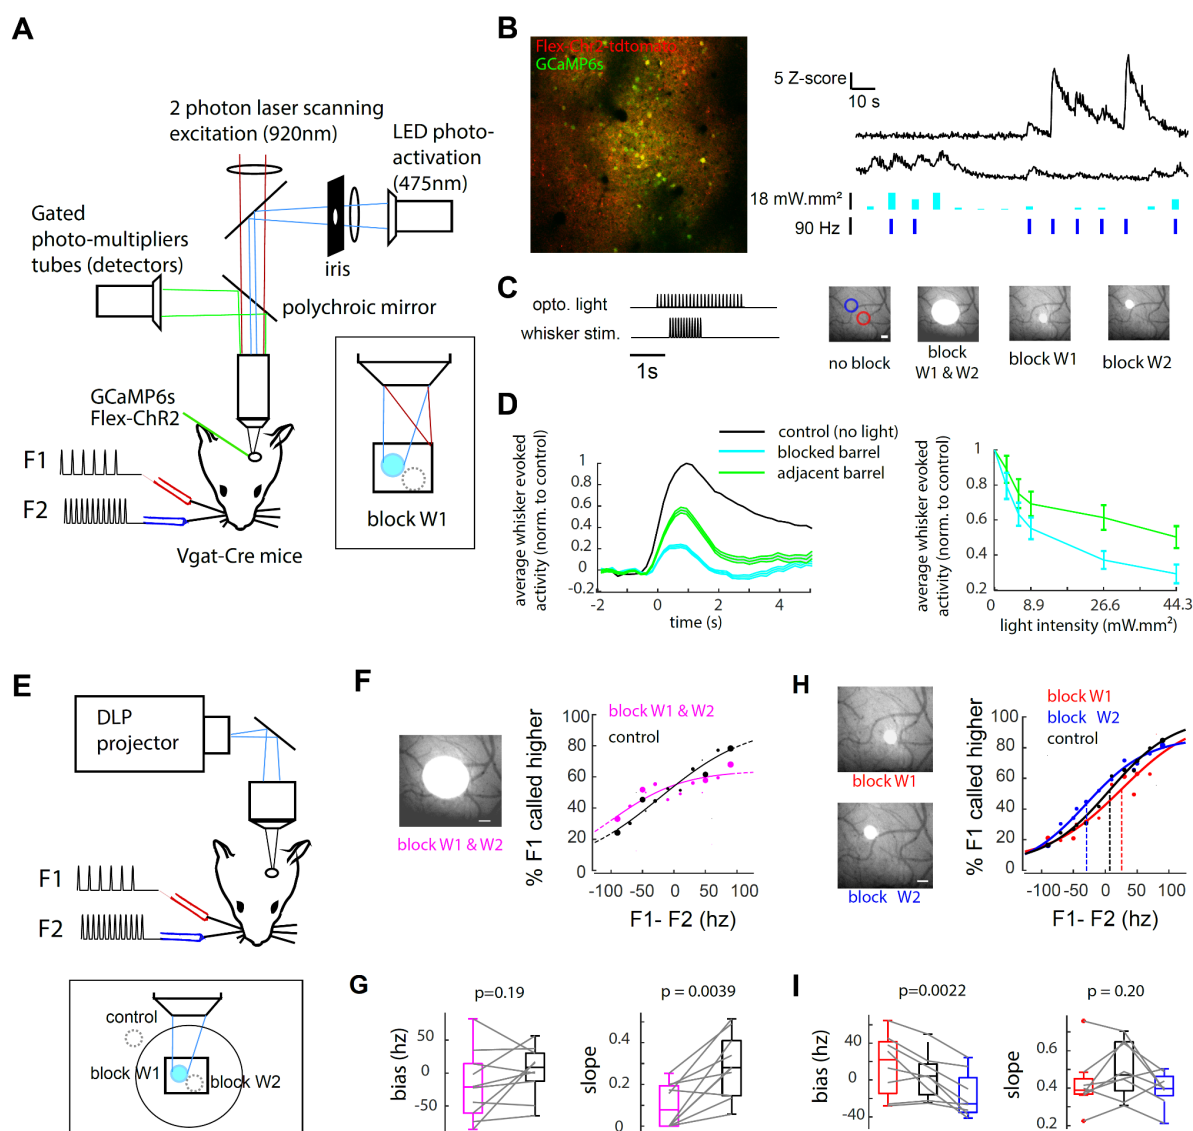 A
2 photon laser scanning
excitation (920nm)
LED photo-
activation
(475nm)
Gated
photo-multipliers
tubes (detectors)
iris
polychroic mirror
GCaMP6s
Flex-ChR2
F1
F2
block W1
Vgat-Cre mice
B
Flex-Chr2-tdtomato
GCaMP6s
5 Z-score
10 s
18 mW.mm²
90 Hz
C
opto. light
whisker stim.
1s
no block
block
W1 & W2
block W1
block W2
D
control (no light)
blocked barrel
adjacent barrel
average whisker evoked
activity (norm. to control)
1
0.8
0.6
0.4
0.2
0
-0.2
-2
-2
0
2
4
time (s)
average whisker evoked
activity (norm. to control)
1
0.8
0.6
0.4
0.2
0
8.9
26.6
44.3
light intensity (mW.mm²)
E
DLP
projector
F1
F2
control
block W1
block W2
F
block W1 & W2
block W1 & W2
control
% F1 called higher
100
80
60
40
20
0
-100
-50
0
50
100
F1- F2 (hz)
G
p=0.19
bias (hz)
50
0
-50
p = 0.0039
slope
0.4
0.2
0
H
block W1
block W2
block W1
block W2
control
% F1 called higher
100
80
60
40
20
0
-100
-50
0
50
100
F1- F2 (hz)
I
p=0.0022
bias (hz)
40
0
-40
p = 0.20
slope
0.6
0.4
0.2